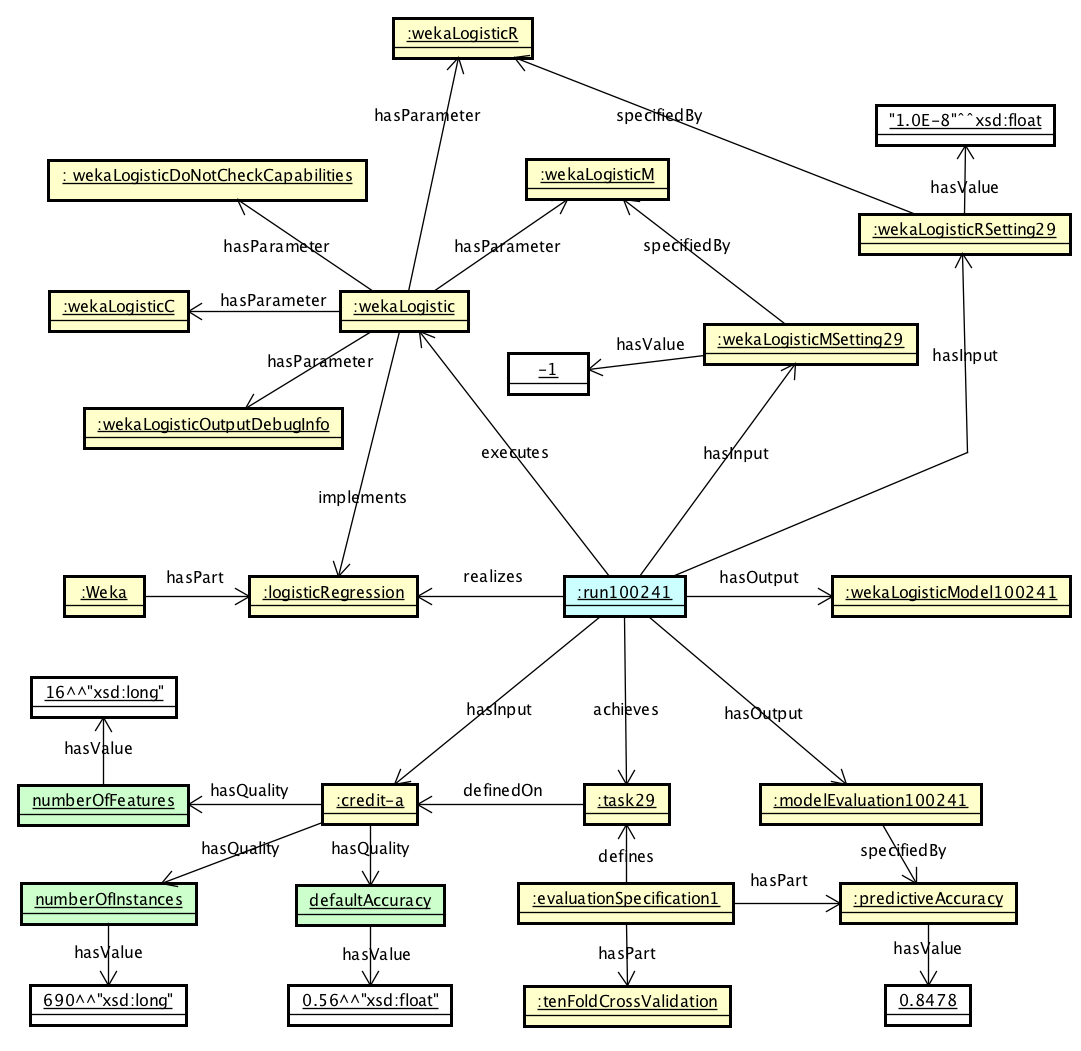 :wekaLogisticR
hasParameter
specifiedBy
"1.0E-8"^^xsd:float
: wekaLogisticDoNotCheckCapabilities
:wekaLogisticM
hasValue
:wekaLogisticRSetting29
hasParameter
hasParameter
specifiedBy
:wekaLogisticC
hasParameter
:wekaLogistic
:wekaLogisticMSetting29
hasValue
hasInput
hasParameter
-1
:wekaLogisticOutputDebugInfo
executes
hasInput
implements
:Weka
hasPart
:logisticRegression
realizes
:run100241
hasOutput
:wekaLogisticModel100241
16^^"xsd:long"
hasInput
achieves
hasOutput
hasValue
numberOfFeatures
hasQuality
:credit-a
definedOn
:task29
:modelEvaluation100241
hasQuality
hasQuality
defines
specifiedBy
numberOfInstances
defaultAccuracy
:evaluationSpecification1
hasPart
:predictiveAccuracy
hasValue
hasValue
hasPart
hasValue
690^^"xsd:long"
0.56^^"xsd:float"
:tenFoldCrossValidation
0.8478